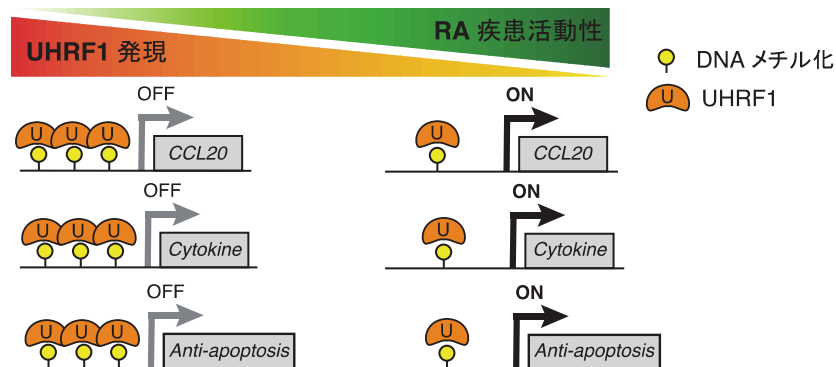 RA 疾患活動性
UHRF1 発現
DNA メチル化
UHRF1
OFF
ON
U U U
CCL20
U
CCL20
OFF
ON
U U U
Cytokine
U
Cytokine
OFF
ON
U U U
Anti-apoptosis
U
Anti-apoptosis
U